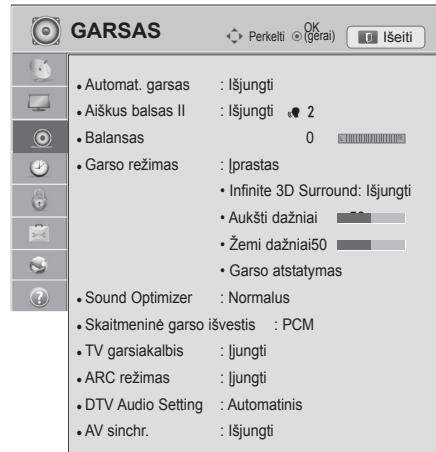 GARSAS
Perkelti OK (gerai) Išeiti
Automat. garsas : Išjungti
Aiškus balsas II : Išjungti 2
Balansas 0
Garso režimas : Įprastas
• Infinite 3D Surround: Išjungti
• Aukšti dažniai 50
• Žemi dažniai50
• Garso atstatymas
Sound Optimizer : Normalus
Skaitmeninė garso išvestis : PCM
TV garsiakalbis : Įjungti
ARC režimas : Įjungti
DTV Audio Setting : Automatinis
AV sinchr. : Išjungti